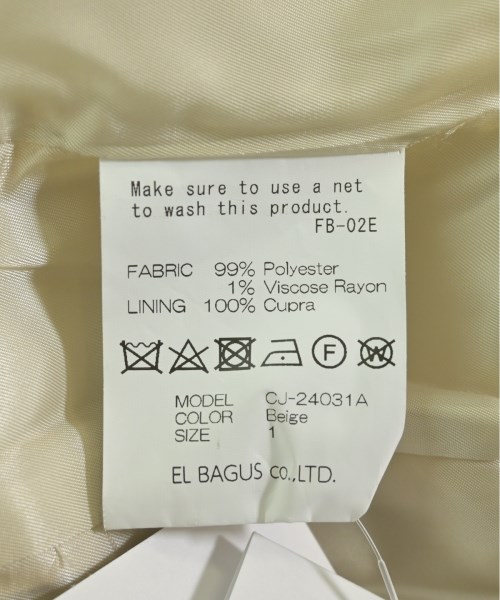 Make sure to use a net
to wash this product.
FB-02E
FABRIC 99% Polyester
1% Viscose Rayon
LINING 100% Cupra
F W
MODEL CJ-24031A
COLOR Beige
SIZE 1
EL BAGUS CO.,LTD.